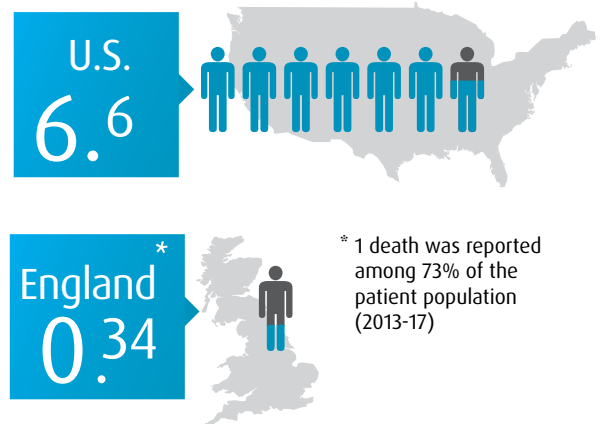 U.S.
6.6
* 1 death was reported
among 73% of the
patient population
(2013-17)
England*
0.34